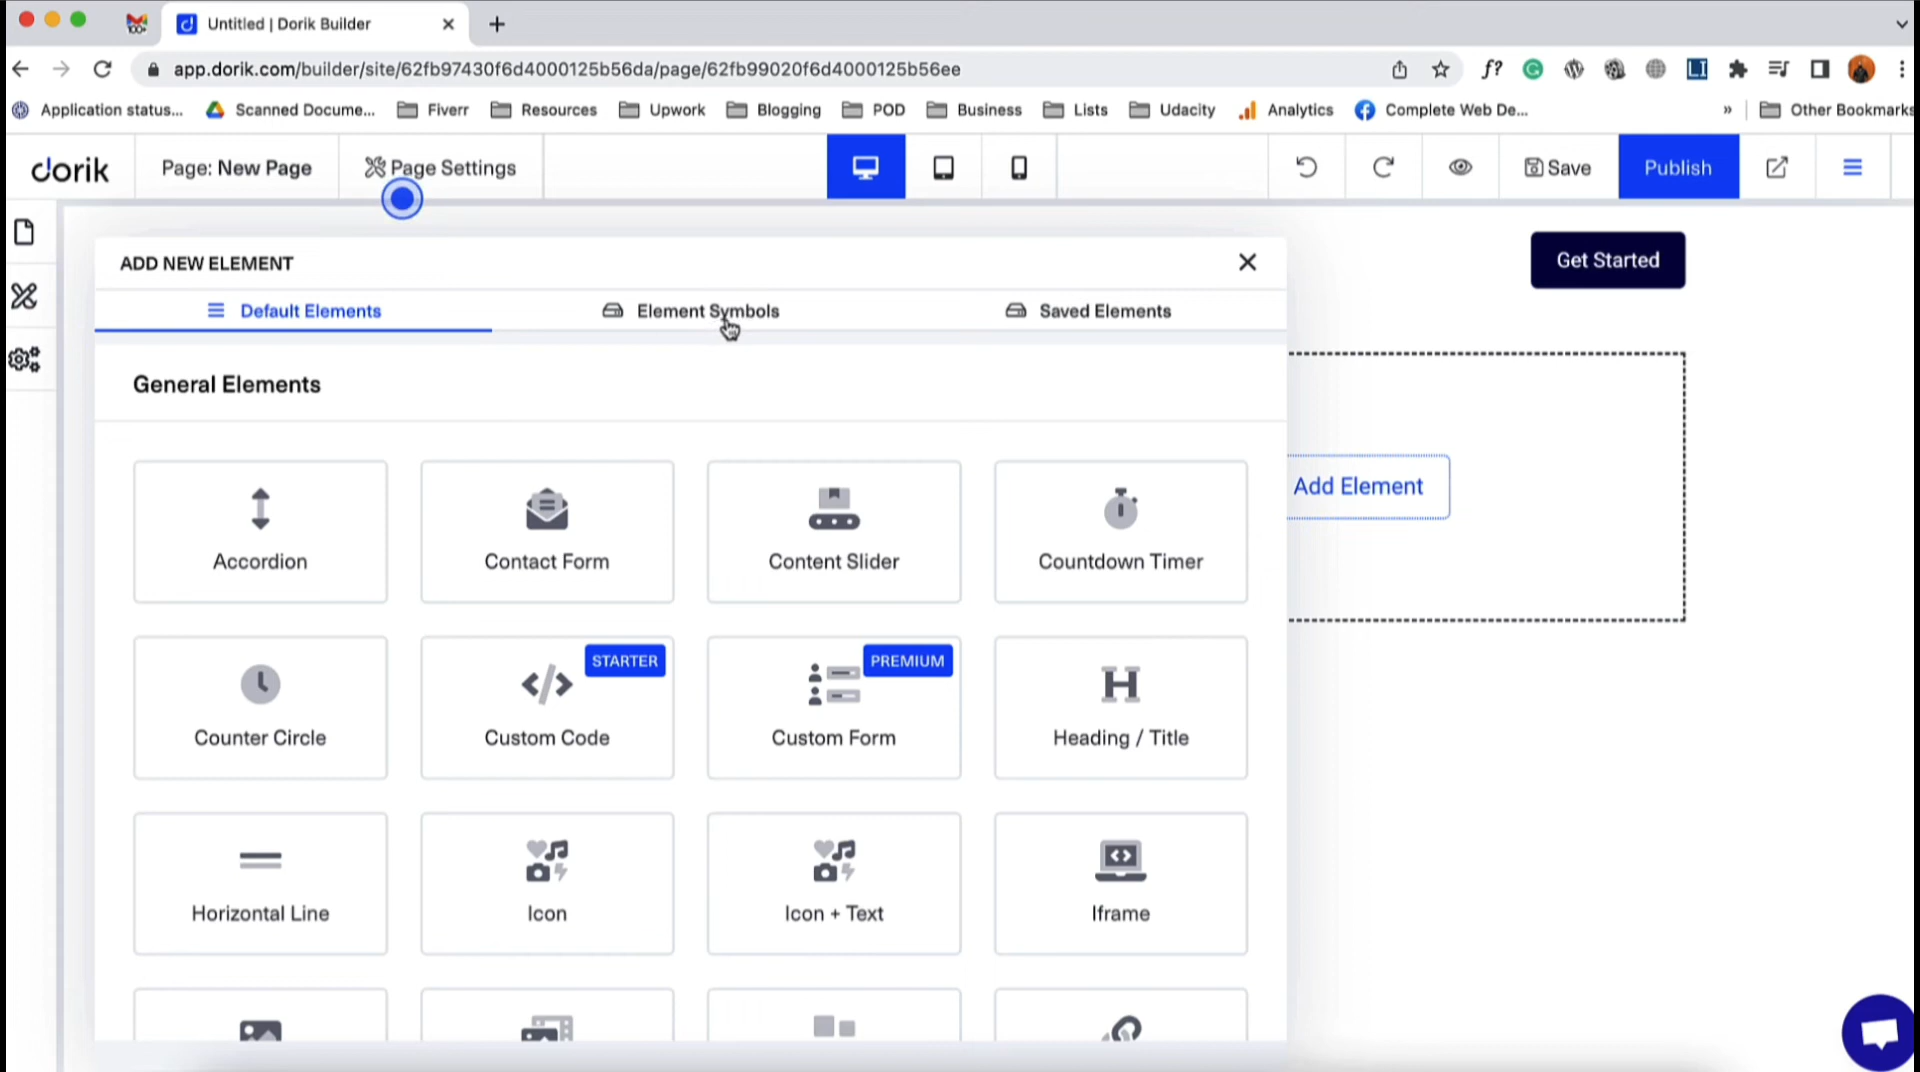 Untitled | Dorik Builder
app.dorik.com/builder/site/62fb97430f6d4000125b56da/page/62fb99020f6d4000125b56ee
f?
LI
Application status...
Scanned Docume...
Fiverr
Resources
Upwork
Blogging
POD
Business
Lists
Udacity
Analytics
Complete Web De...
»
Other Bookmarks
dorik
Page: New Page
Page Settings
Save
Publish
Get Started
ADD NEW ELEMENT
Default Elements
Element Symbols
Saved Elements
General Elements
Add Element
Accordion
Contact Form
Content Slider
Countdown Timer
STARTER
PREMIUM
Counter Circle
Custom Code
Custom Form
Heading / Title
Horizontal Line
Icon
Icon + Text
Iframe